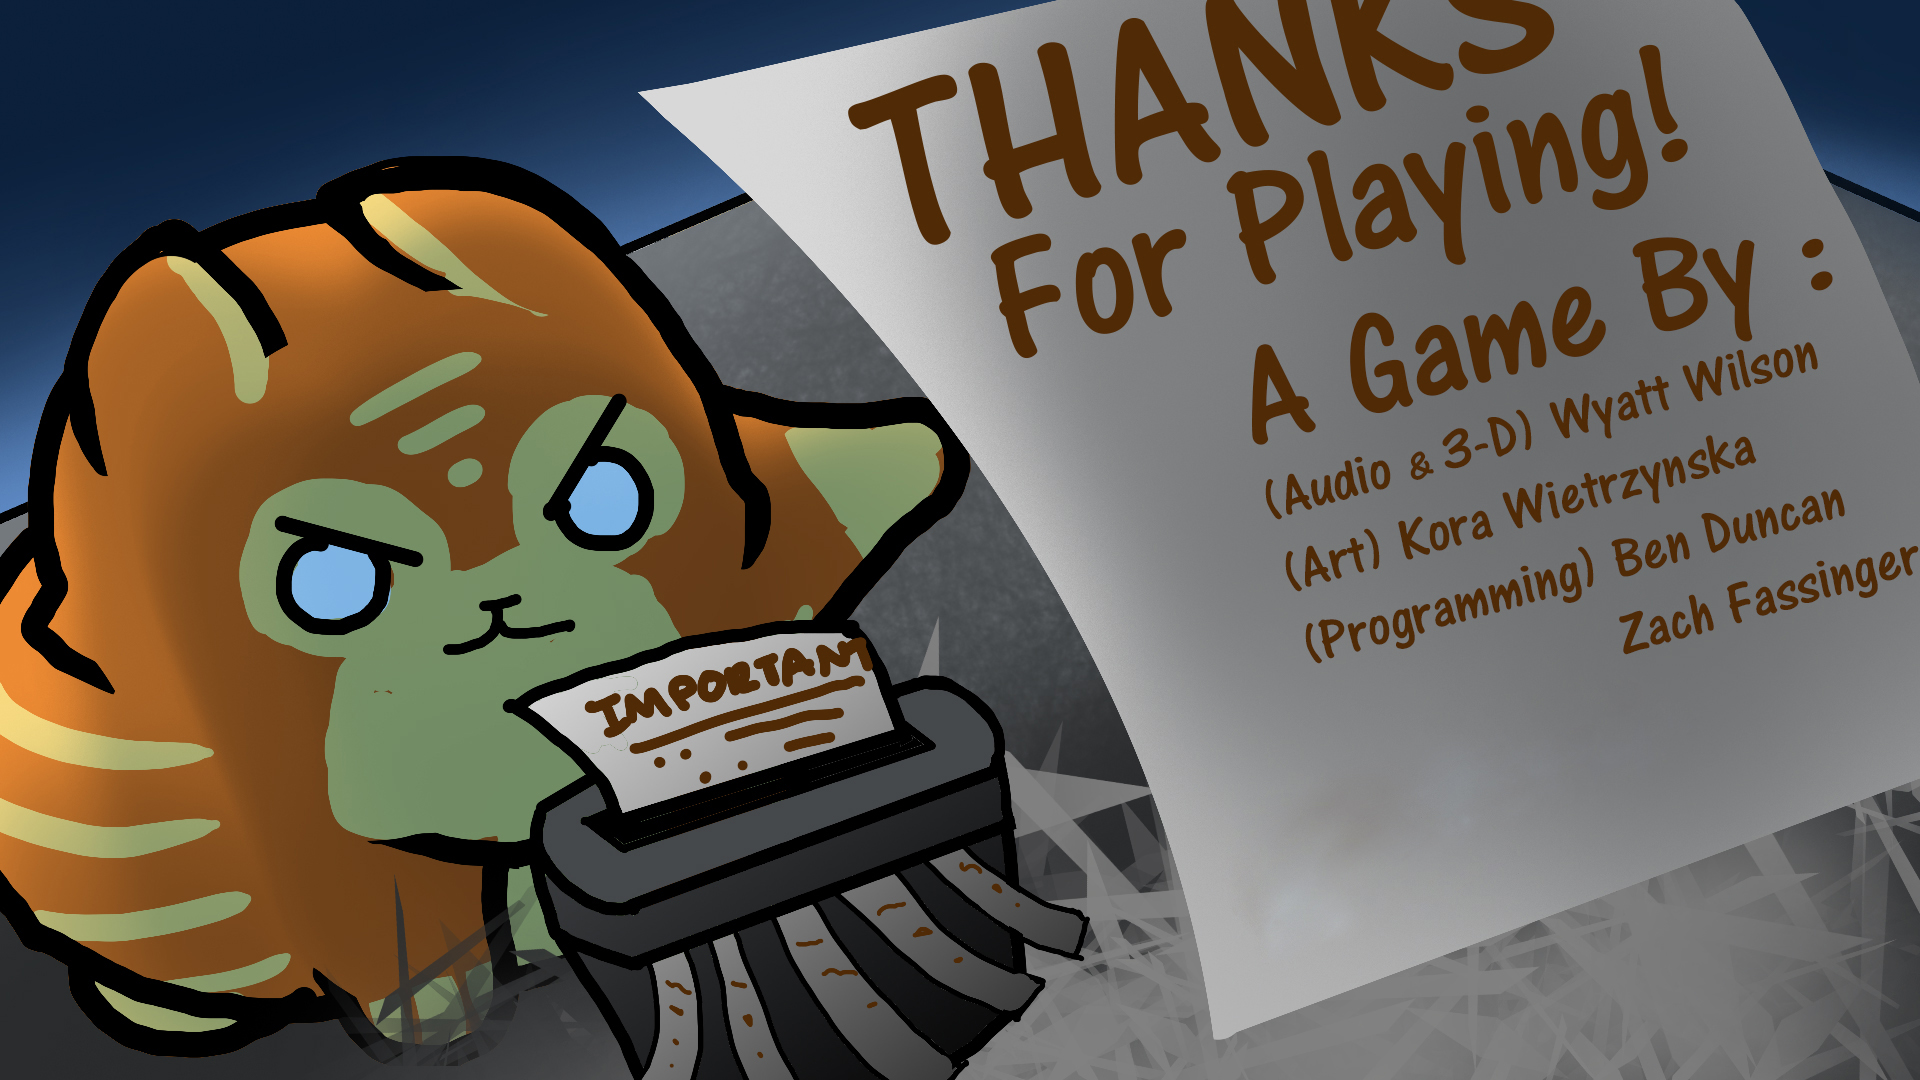 THANKS
For Playing!
A Game By :
(Audio & 3-D) Wyatt Wilson
(Art) Kora Wietrzynska
(Programming) Ben Duncan
Zach Fassinger
IMPORTANT